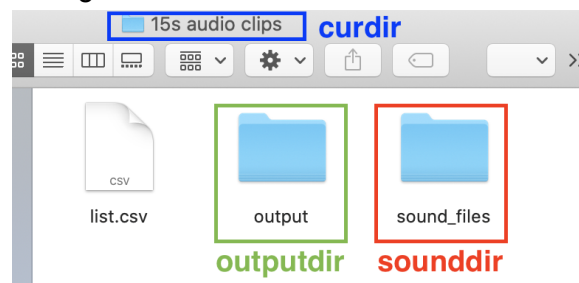 15s audio clips curdir
CSV
list.csv output sound_files
outputdir sounddir